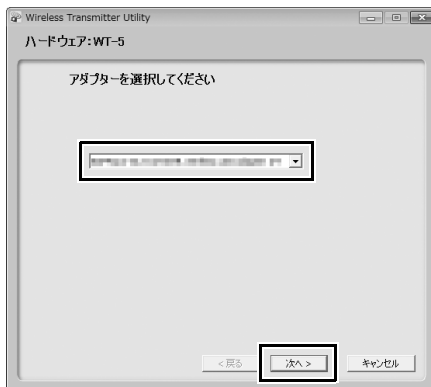 Wireless Transmitter Utility
ハードウェア:WT-5
アダプターを選択してください
<戻る
次へ>
キャンセル